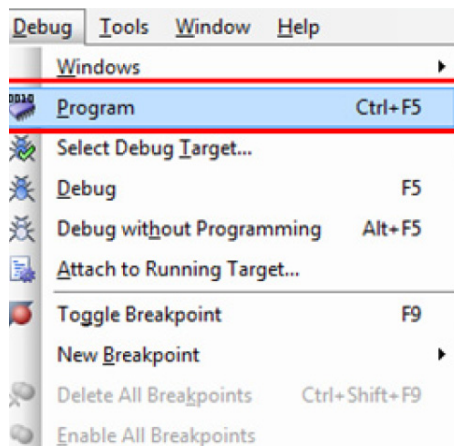 Debug Tools Window Help
Windows
Program Ctrl+F5
Select Debug Target...
Debug F5
Debug without Programming Alt+F5
Attach to Running Target...
Toggle Breakpoint F9
New Breakpoint
Delete All Breakpoints Ctrl+Shift+F9
Enable All Breakpoints